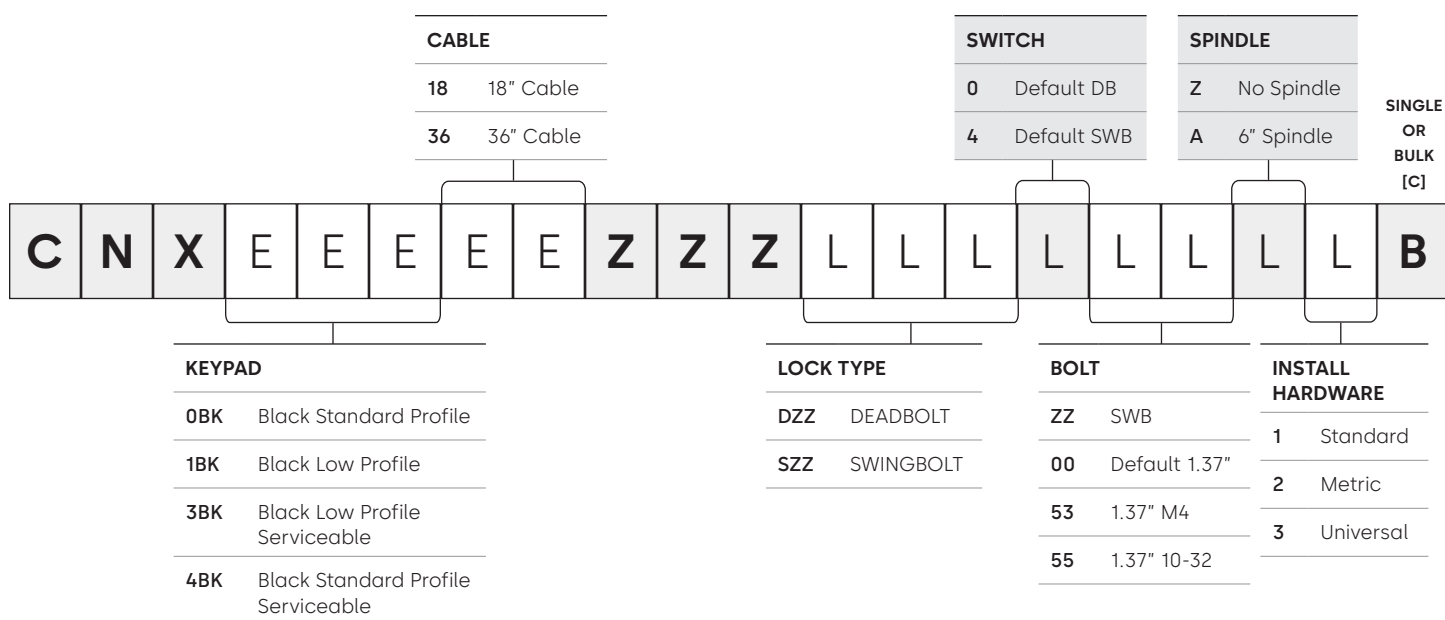 CABLE
18 18" Cable
36 36" Cable
SWITCH
0 Default DB
4 Default SWB
SPINDLE
Z No Spindle
A 6" Spindle
SINGLE
OR
BULK
[C]
C N X E E E E E Z Z Z L L L L L L L L B
KEYPAD
0BK Black Standard Profile
1BK Black Low Profile
3BK Black Low Profile
Serviceable
4BK Black Standard Profile
Serviceable
LOCK TYPE
DZZ DEADBOLT
SZZ SWINGBOLT
BOLT
ZZ SWB
00 Default 1.37"
53 1.37" M4
55 1.37" 10-32
INSTALL
HARDWARE
1 Standard
2 Metric
3 Universal